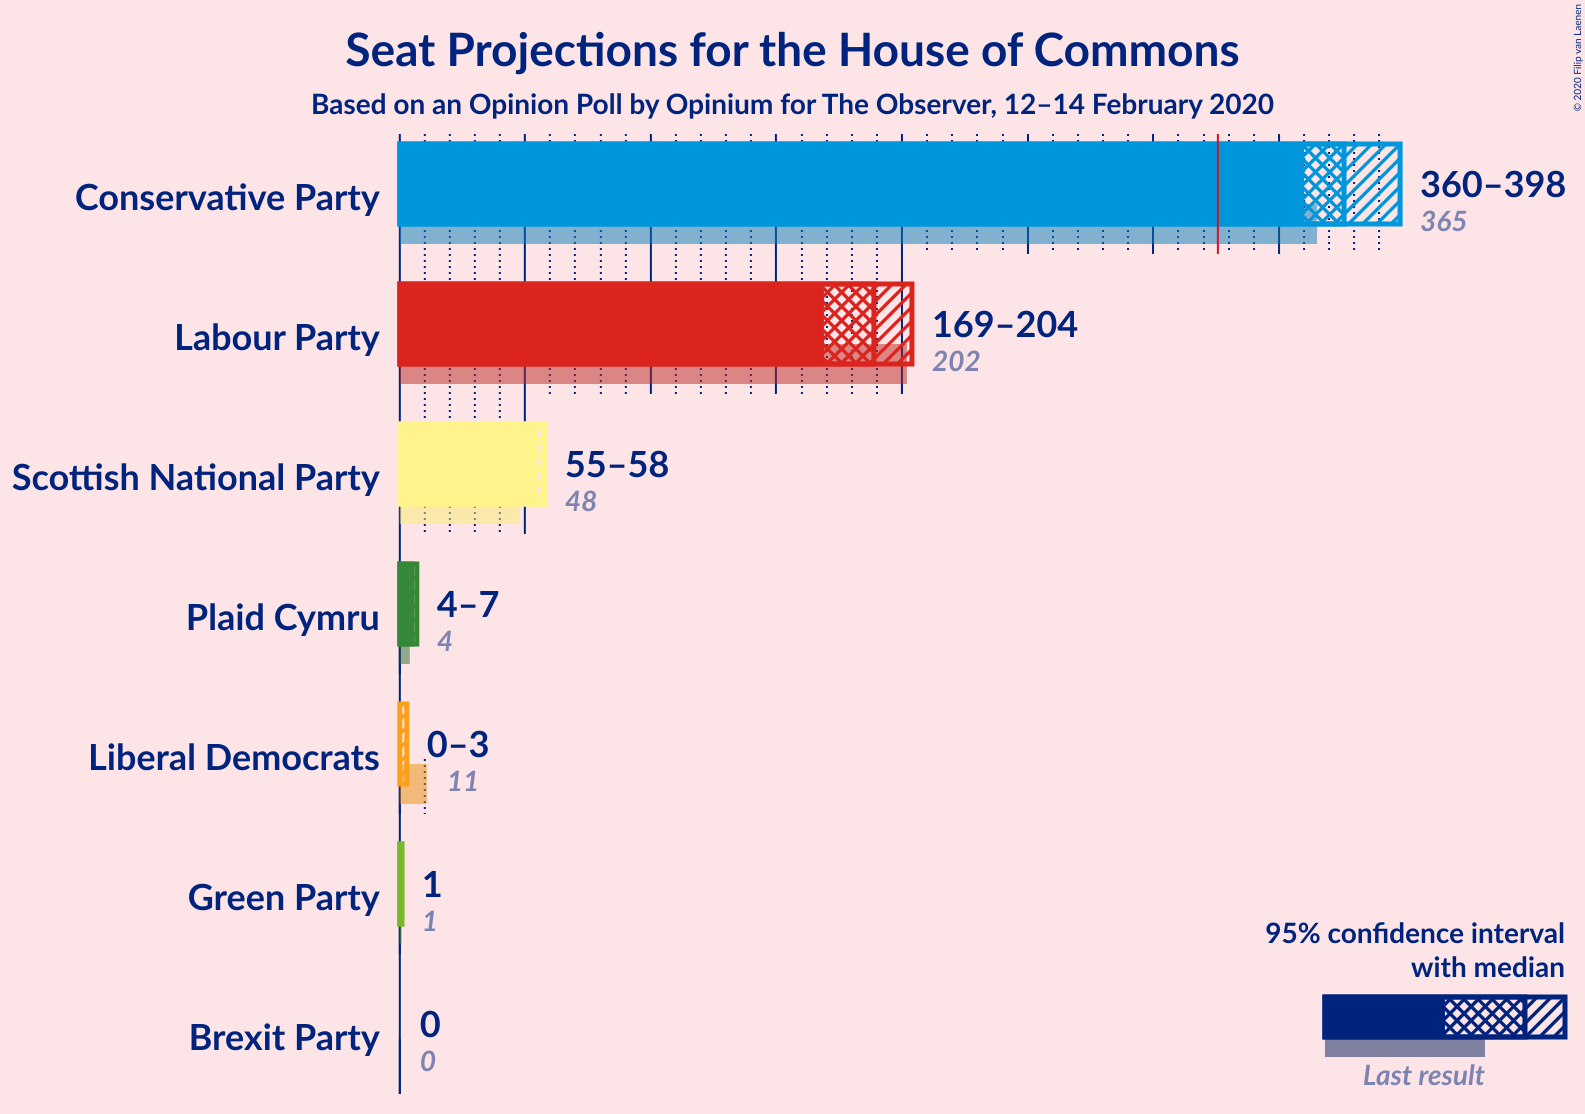 Seat Projections for the House of Commons
Based on an Opinion Poll by Opinium for The Observer, 12–14 February 2020
© 2020 Filip van Laenen
Conservative Party
360–398
365
Labour Party
169–204
202
Scottish National Party
55–58
48
Plaid Cymru
4–7
4
Liberal Democrats
0–3
11
Green Party
1
1
Brexit Party
0
0
95% confidence interval
with median
Last result